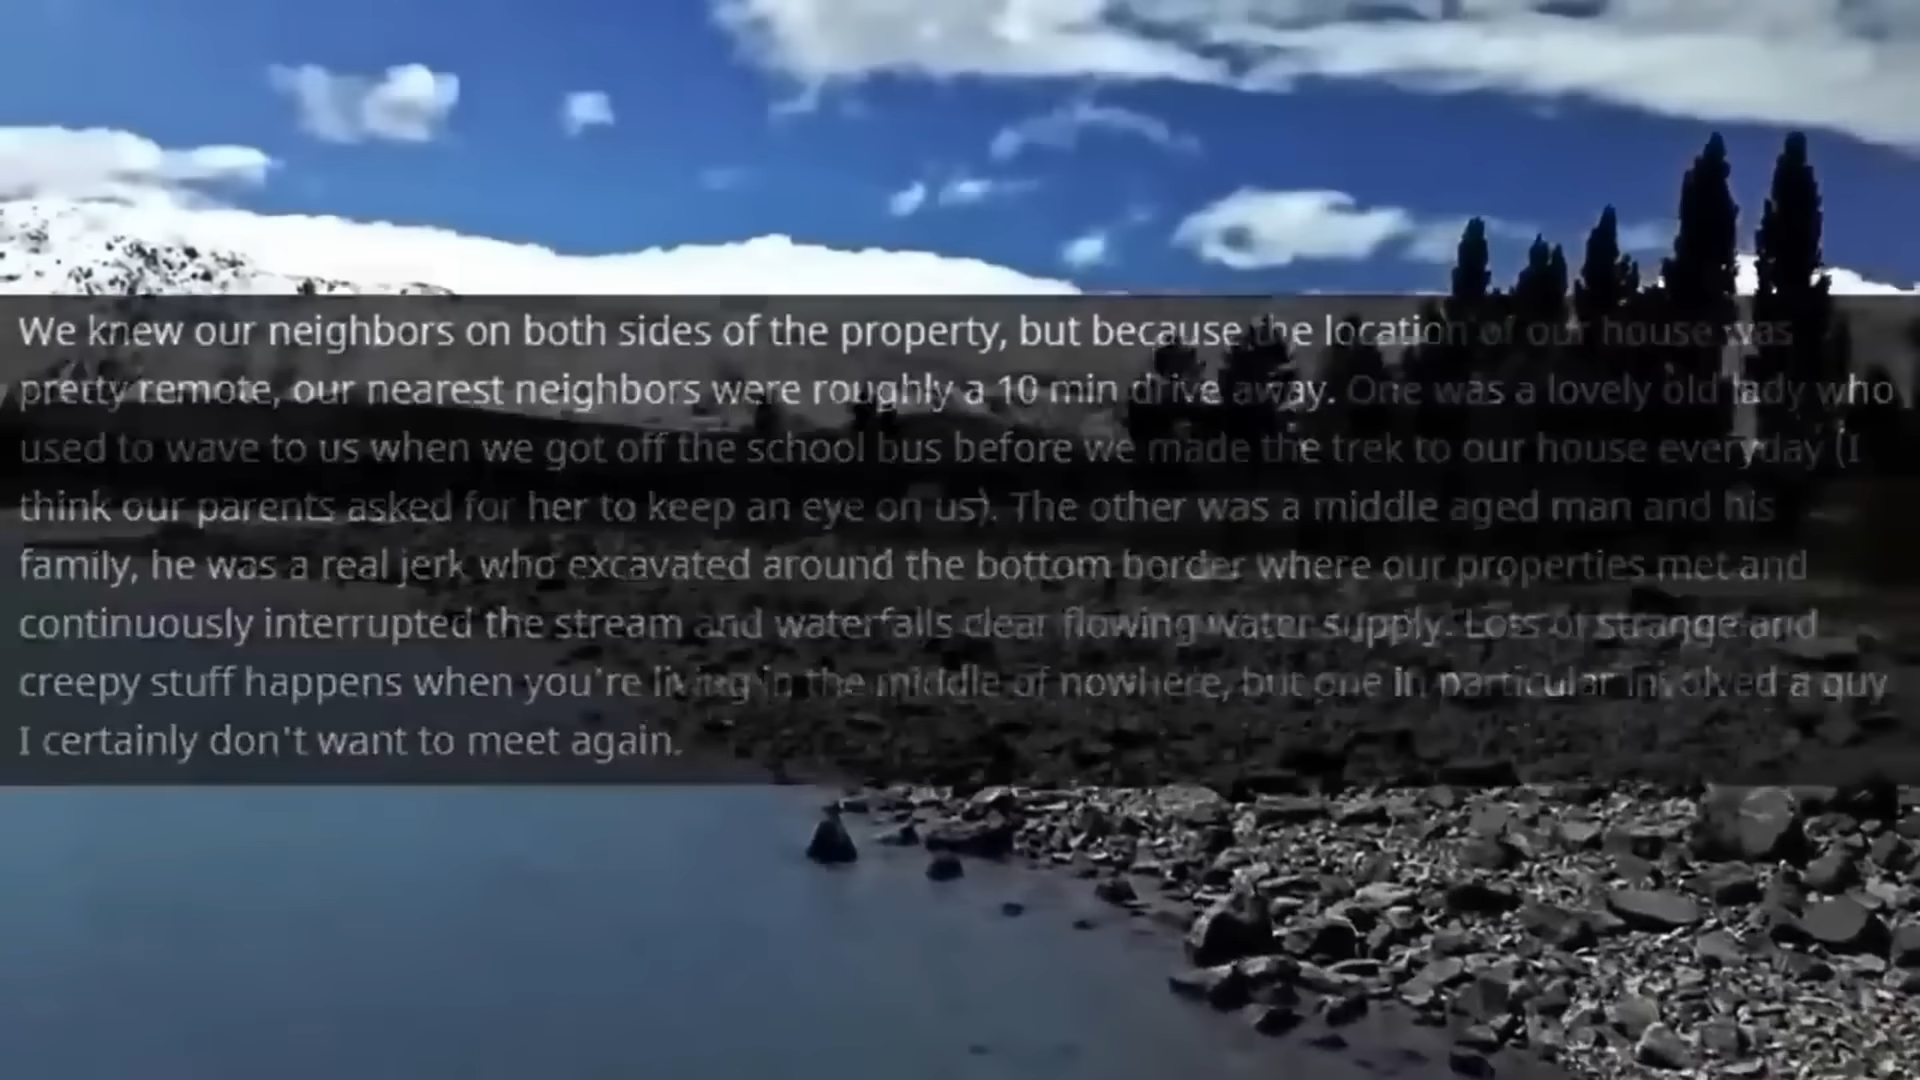 We knew our neighbors on both sides of the property, but because the location of our house was
pretty remote, our nearest neighbors were roughly a 10 min drive away. One was a lovely old lady who
used to wave to us when we got off the school bus before we made the trek to our house everyday (I
think our parents asked for her to keep an eye on us). The other was a middle aged man and his
family, he was a real jerk who excavated around the bottom border where our properties met and
continuously interrupted the stream and waterfalls clear flowing water supply. Lots of strange and
creepy stuff happens when you're living in the middle of nowhere, but one in particular involved a guy
I certainly don't want to meet again.